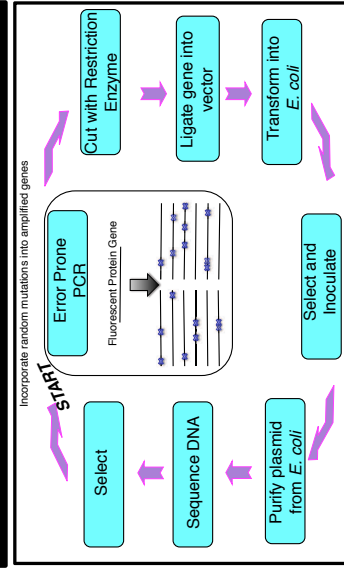 Incorporate random mutations into amplified genes
START
Error Prone
PCR
Fluorescent Protein Gene
Cut with Restriction
Enzyme
Ligate gene into
vector
Transform into
E. coli
Select and
Inoculate
Purify plasmid
from E. coli
Sequence DNA
Select